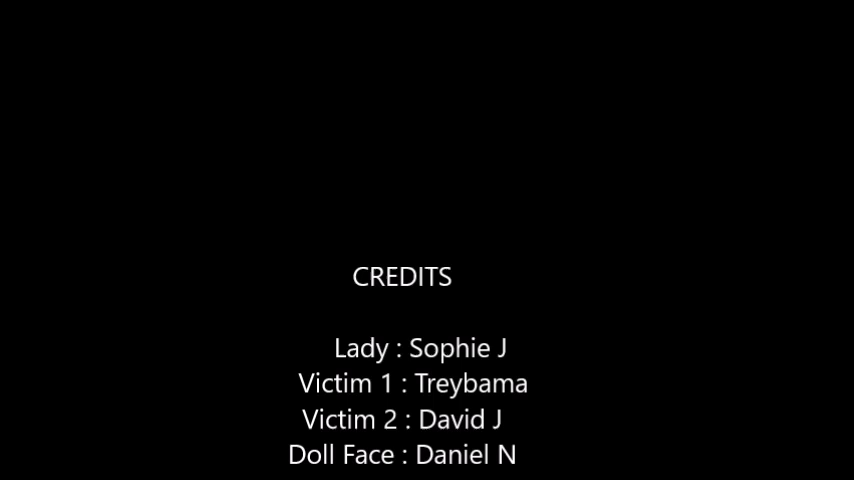 CREDITS
Lady : Sophie J
Victim 1 : Treybama
Victim 2 : David J
Doll Face : Daniel N